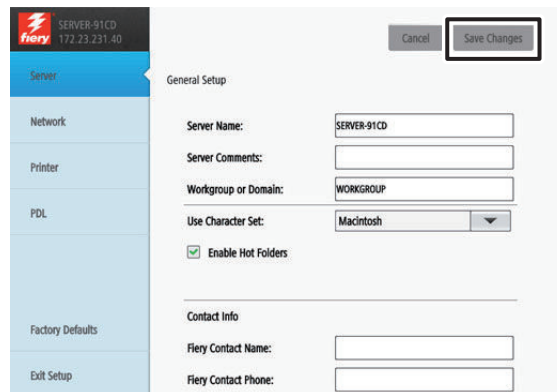 fiery
SERVER-91CD
172.23.231.40
Cancel
Save Changes
Server
Network
Printer
PDL
Factory Defaults
Exit Setup
General Setup
Server Name: SERVER-91CD
Server Comments:
Workgroup or Domain: WORKGROUP
Use Character Set: Macintosh
Enable Hot Folders
Contact Info
Fiery Contact Name:
Fiery Contact Phone: